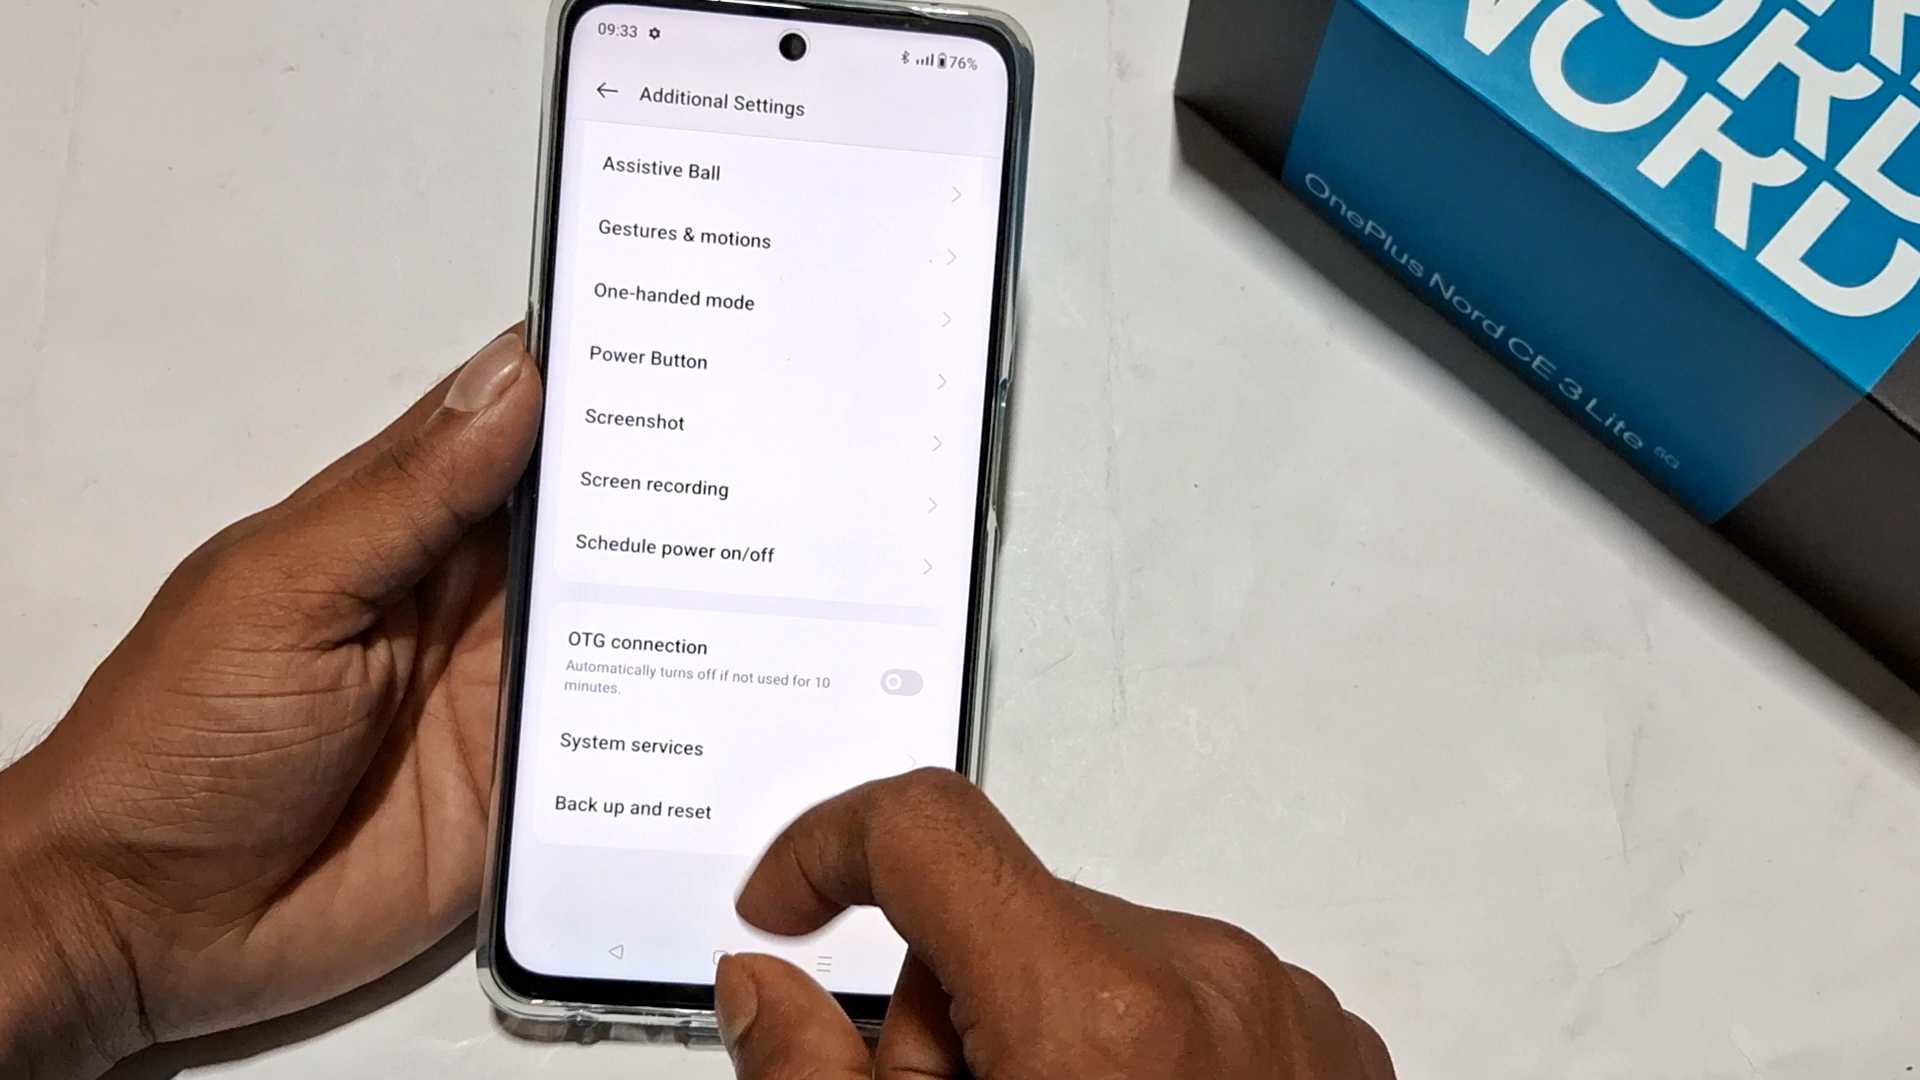 09:33
76%
Additional Settings
Assistive Ball
Gestures & motions
One-handed mode
Power Button
Screenshot
Screen recording
Schedule power on/off
OTG connection
Automatically turns off if not used for 10
minutes.
System services
Back up and reset
OnePlus Nord CE 3 Lite 5G